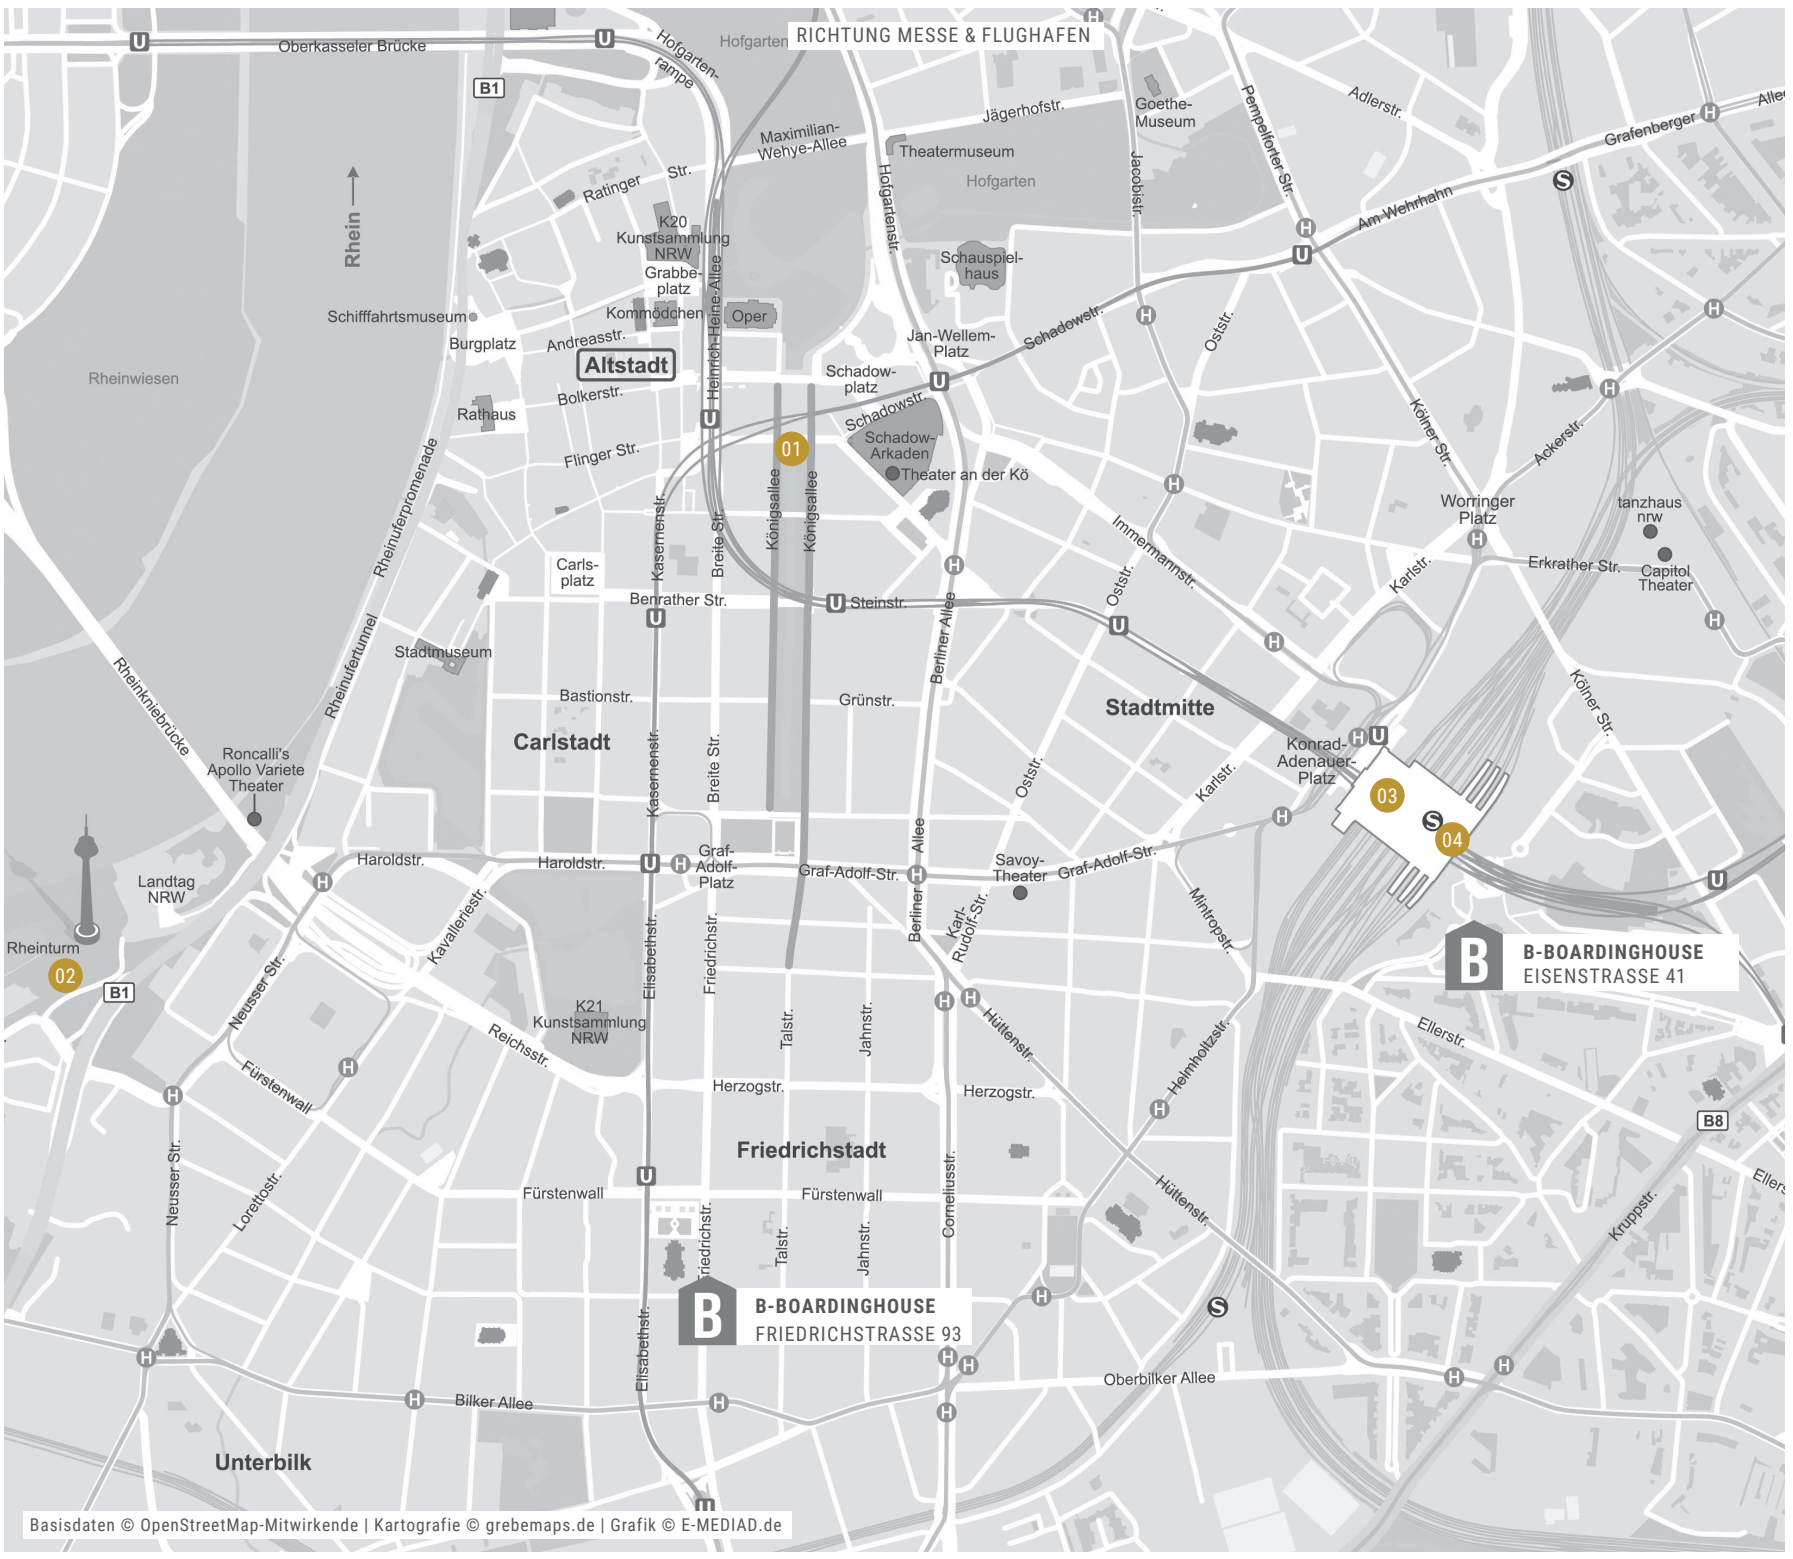 RICHTUNG MESSE & FLUGHAFEN
Oberkasseler Brücke
U
U
Hofgarten-
rampe
Hofgarten
H
B1
Goethe-
Museum
Adlerstr.
Allee
Grafenberger
H
Jägerhofstr.
Maximilian-
Wehye-Allee
Theatermuseum
Hofgarten
Pempelforter Str.
Jacobistr.
S
Rhein
Ratinger Str.
K20
Kunstsammlung
NRW
Hofgartenstr.
Am Wehrhahn
H
U
Schauspiel-
haus
Grabbe-
platz
Heinrich-Heine-Allee
Schifffahrtsmuseum
Kommödchen
Oper
Schadowstr.
H
Oststr.
H
Burgplatz
Andreasstr.
Jan-Wellem-
Platz
Altstadt
Rheinwiesen
Schadow-
platz
U
H
Bolkerstr.
Schadowstr.
Rathaus
U
01
Schadow-
Arkaden
Theater an der Kö
Kölner Str.
Ackerstr.
Flinger Str.
Rheinuferpromenade
Kasernenstr.
Breite Str.
Königsallee
Königsallee
H
Immermannstr.
Worringer
Platz
H
tanzhaus
nrw
Capitol
Theater
Erkrather Str.
Carls-
platz
H
Karlstr.
Oststr.
Benrather Str.
U
Steinstr.
U
U
Berliner Allee
H
H
Rheinufertunnel
Stadtmuseum
Rheinkniebrücke
Bastionstr.
Grünstr.
Stadtmitte
Kölner Str.
Carlstadt
Roncalli's
Apollo Variete
Theater
Kasernenstr.
Breite Str.
Oststr.
Karlstr.
Konrad-
Adenauer-
Platz
H
U
03
S
04
H
U
Haroldstr.
Haroldstr.
U
H
Graf-
Adolf-
Platz
Graf-Adolf-Str.
H
Allee
Berliner
Savoy-
Theater
Graf-Adolf-Str.
Landtag
NRW
H
Kavalleriestr.
Karl-
Rudolf-Str.
Mintropstr.
Rheinturm
02
B1
Neusser Str.
Elisabethstr.
Friedrichstr.
B
B-BOARDINGHOUSE
EISENSTRASSE 41
K21
Kunstsammlung
NRW
Reichsstr.
Talstr.
Jahnstr.
H
H
Hüttenstr.
Helmholtzstr.
Ellerstr.
Fürstenwall
H
H
Herzogstr.
Herzogstr.
H
B8
Friedrichstadt
Neusser Str.
Lorettostr.
U
Fürstenwall
Fürstenwall
Corneliusstr.
Hüttenstr.
Kruppstr.
Ellers
Friedrichstr.
Talstr.
Jahnstr.
B
B-BOARDINGHOUSE
FRIEDRICHSTRASSE 93
H
S
Elisabethstr.
H
H
H
H
H
H
Bilker Allee
H
H
Oberbilker Allee
H
Unterbilk
U
Basisdaten © OpenStreetMap-Mitwirkende | Kartografie © grebemaps.de | Grafik © E-MEDIAD.de